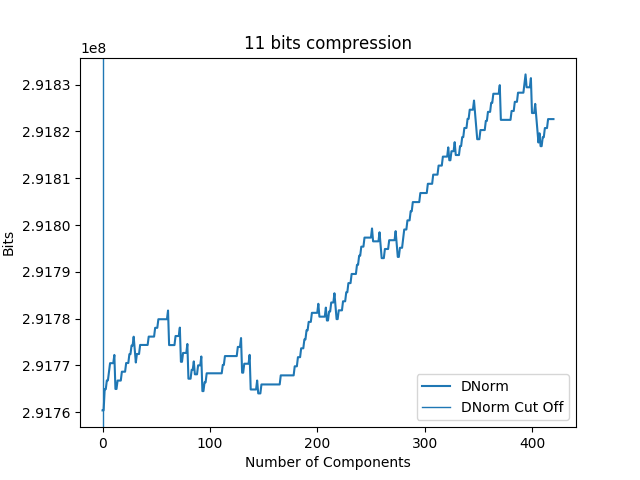 11 bits compression
1e8
2.9183
2.9182
2.9181
2.9180
2.9179
2.9178
2.9177
2.9176
Bits
0 100 200 300 400
Number of Components
DNorm
DNorm Cut Off